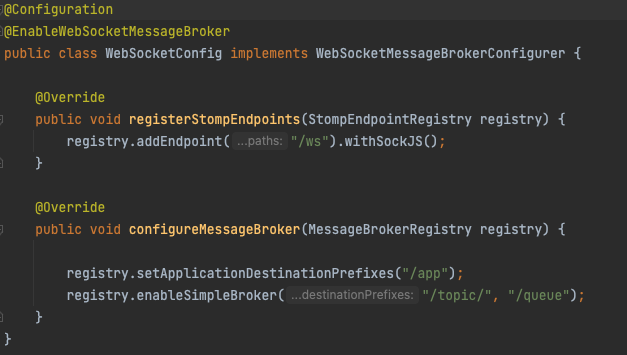 @Configuration
@EnableWebSocketMessageBroker
public class WebSocketConfig implements WebSocketMessageBrokerConfigurer {
@Override
public void registerStompEndpoints(StompEndpointRegistry registry) {
registry.addEndpoint( ...paths: "/ws").withSockJS();
}
@Override
public void configureMessageBroker(MessageBrokerRegistry registry) {
registry.setApplicationDestinationPrefixes("/app");
registry.enableSimpleBroker( ...destinationPrefixes: "/topic/", "/queue");
}
}